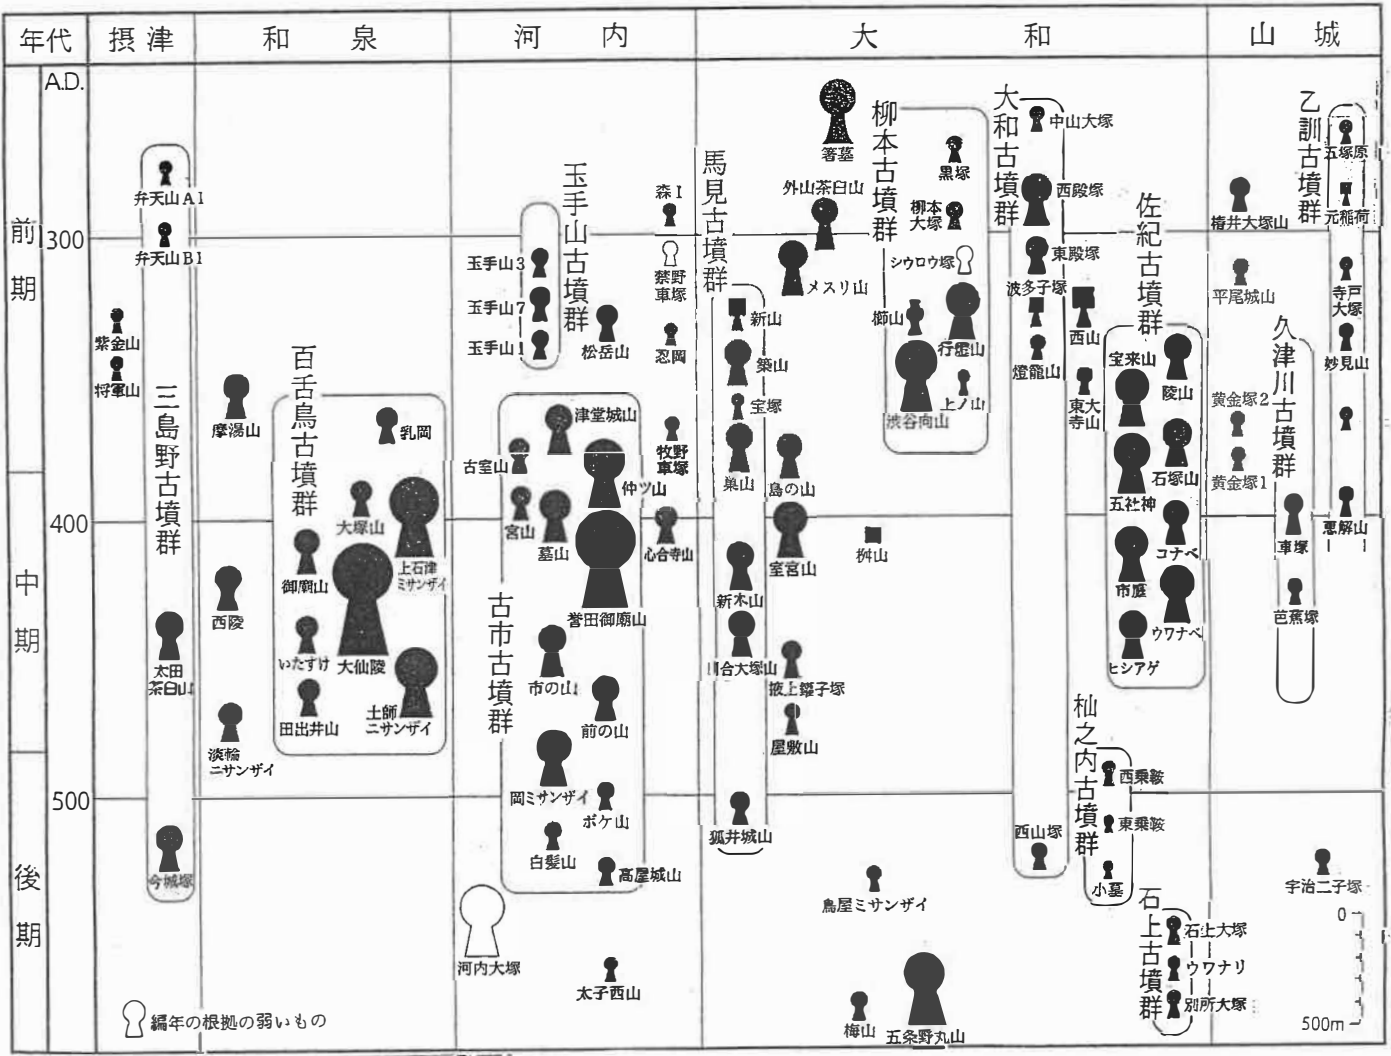 年代
摂津
和泉
河内
大和
山城
A.D.
300
400
500
前期
中期
後期
弁天山A1
弁天山B1
紫金山
将軍山
三島野古墳群
太田
茶臼山
今城塚
摩湯山
西陵
淡輪
ニサンザイ
百舌鳥古墳群
乳岡
大塚山
上石津
ミサンザイ
御廟山
いたすけ
大仙陵
田出井山
土師
ニサンザイ
玉手山古墳群
玉手山3
玉手山7
玉手山1
松岳山
森1
禁野
車塚
忍岡
津堂城山
古室山
仲ツ山
牧野
車塚
宮山
墓山
心合寺山
誉田御廟山
古市古墳群
市の山
前の山
岡ミサンザイ
ボケ山
白髪山
高屋城山
河内大塚
太子西山
馬見古墳群
新山
築山
宝塚
巣山
島の山
新木山
室宮山
川合大塚山
掖上鑵子塚
屋敷山
狐井城山
箸墓
外山茶臼山
メスリ山
桝山
柳本古墳群
黒塚
柳本
大塚
シウロウ塚
櫛山
行燈山
渋谷向山
上ノ山
大和古墳群
中山大塚
西殿塚
東殿塚
波多子塚
西山
燈籠山
東大
寺山
西山塚
佐紀古墳群
宝来山
陵山
石塚山
五社神
コナベ
市庭
ウワナベ
ヒシアゲ
杣之内古墳群
西乗鞍
東乗鞍
小墓
鳥屋ミサンザイ
梅山
五条野丸山
石上古墳群
石上大塚
ウワナリ
別所大塚
椿井大塚山
平尾城山
黄金塚2
黄金塚1
久津川古墳群
車塚
芭蕉塚
乙訓古墳群
五塚原
元稲荷
寺戸
大塚
妙見山
恵解山
宇治二子塚
0
500m
編年の根拠の弱いもの